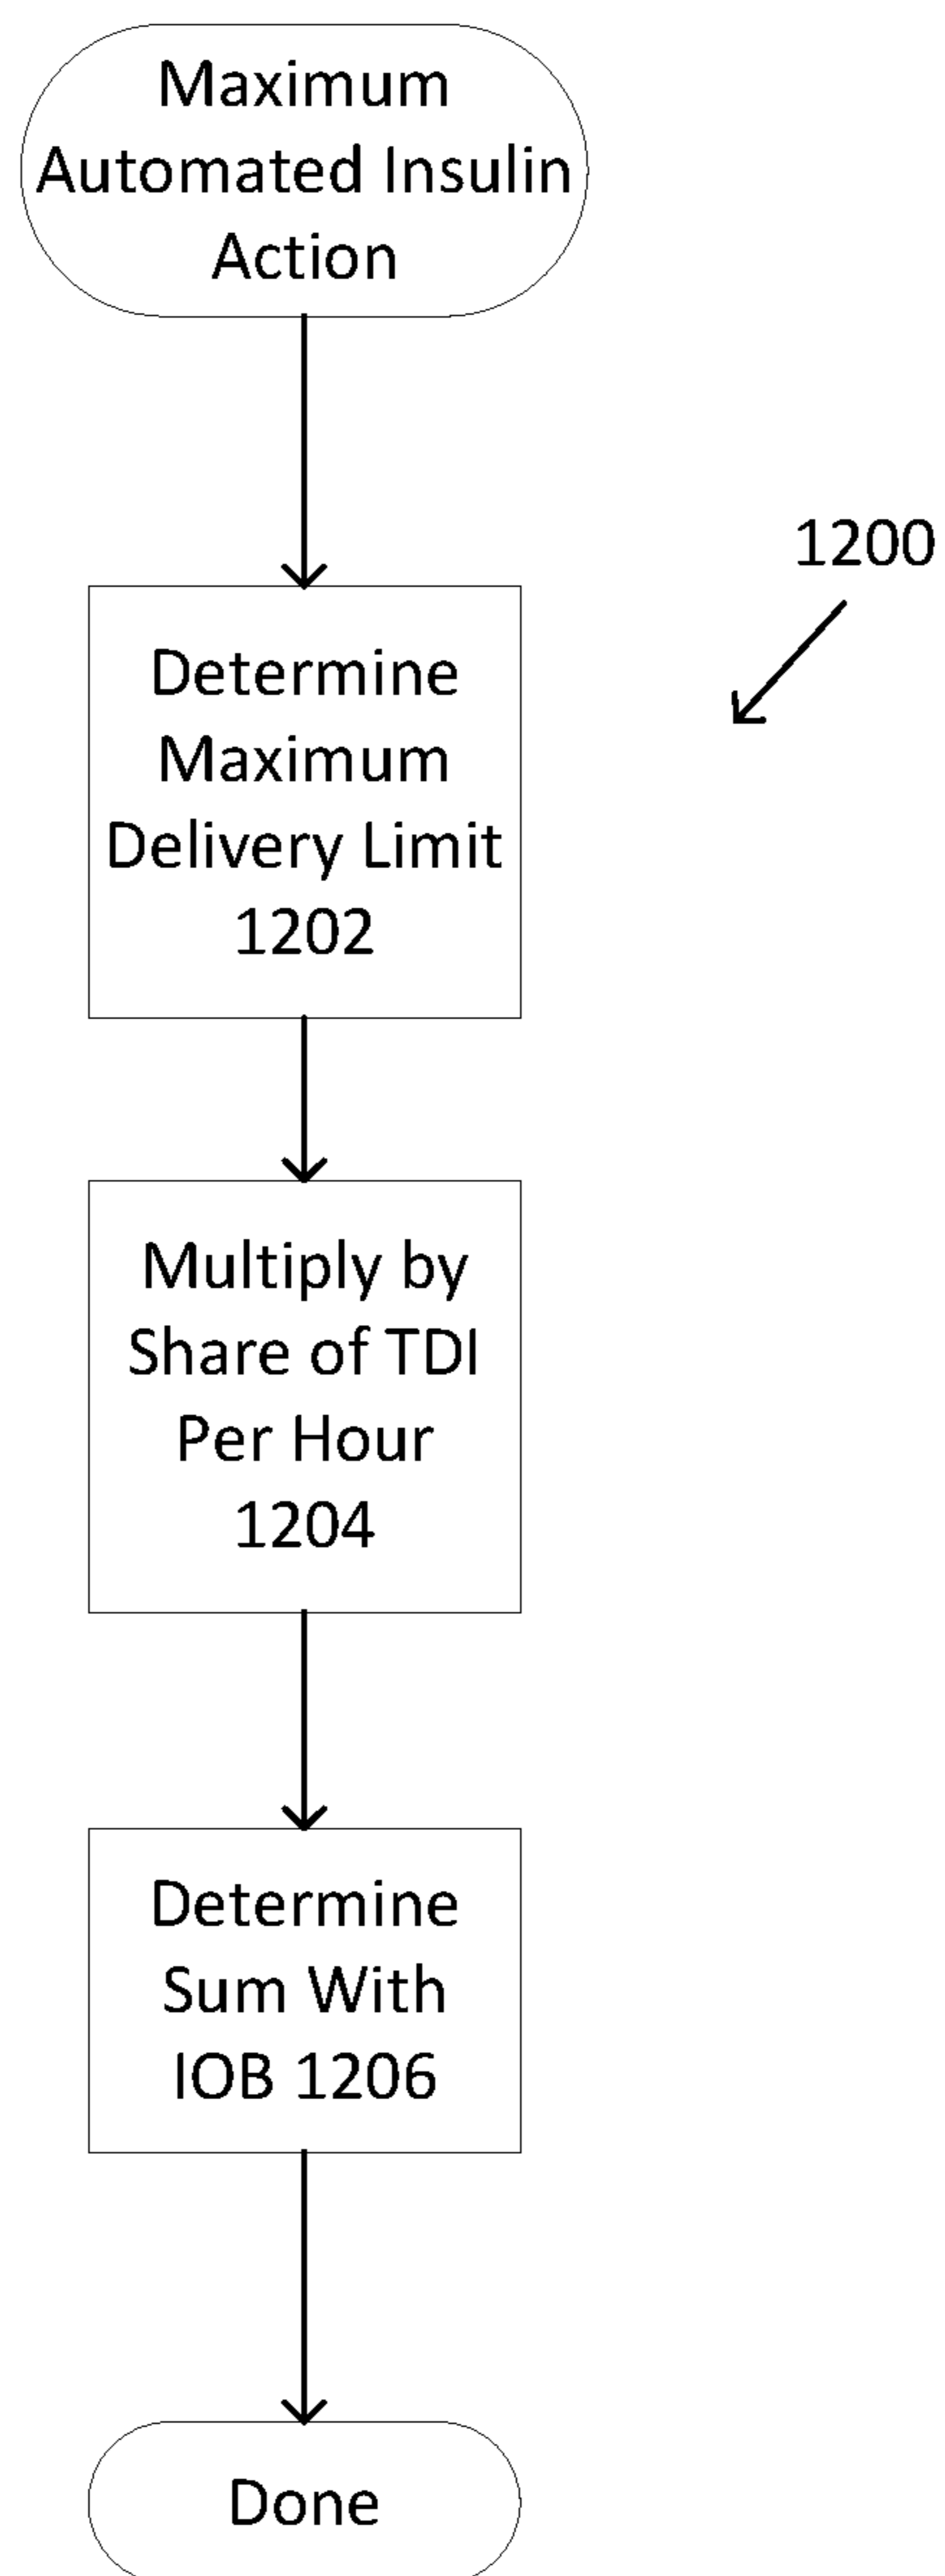 Maximum
Automated Insulin
Action
1200
Determine
Maximum
Delivery Limit
1202
Multiply by
Share of TDI
Per Hour
1204
Determine
Sum With
IOB 1206
Done